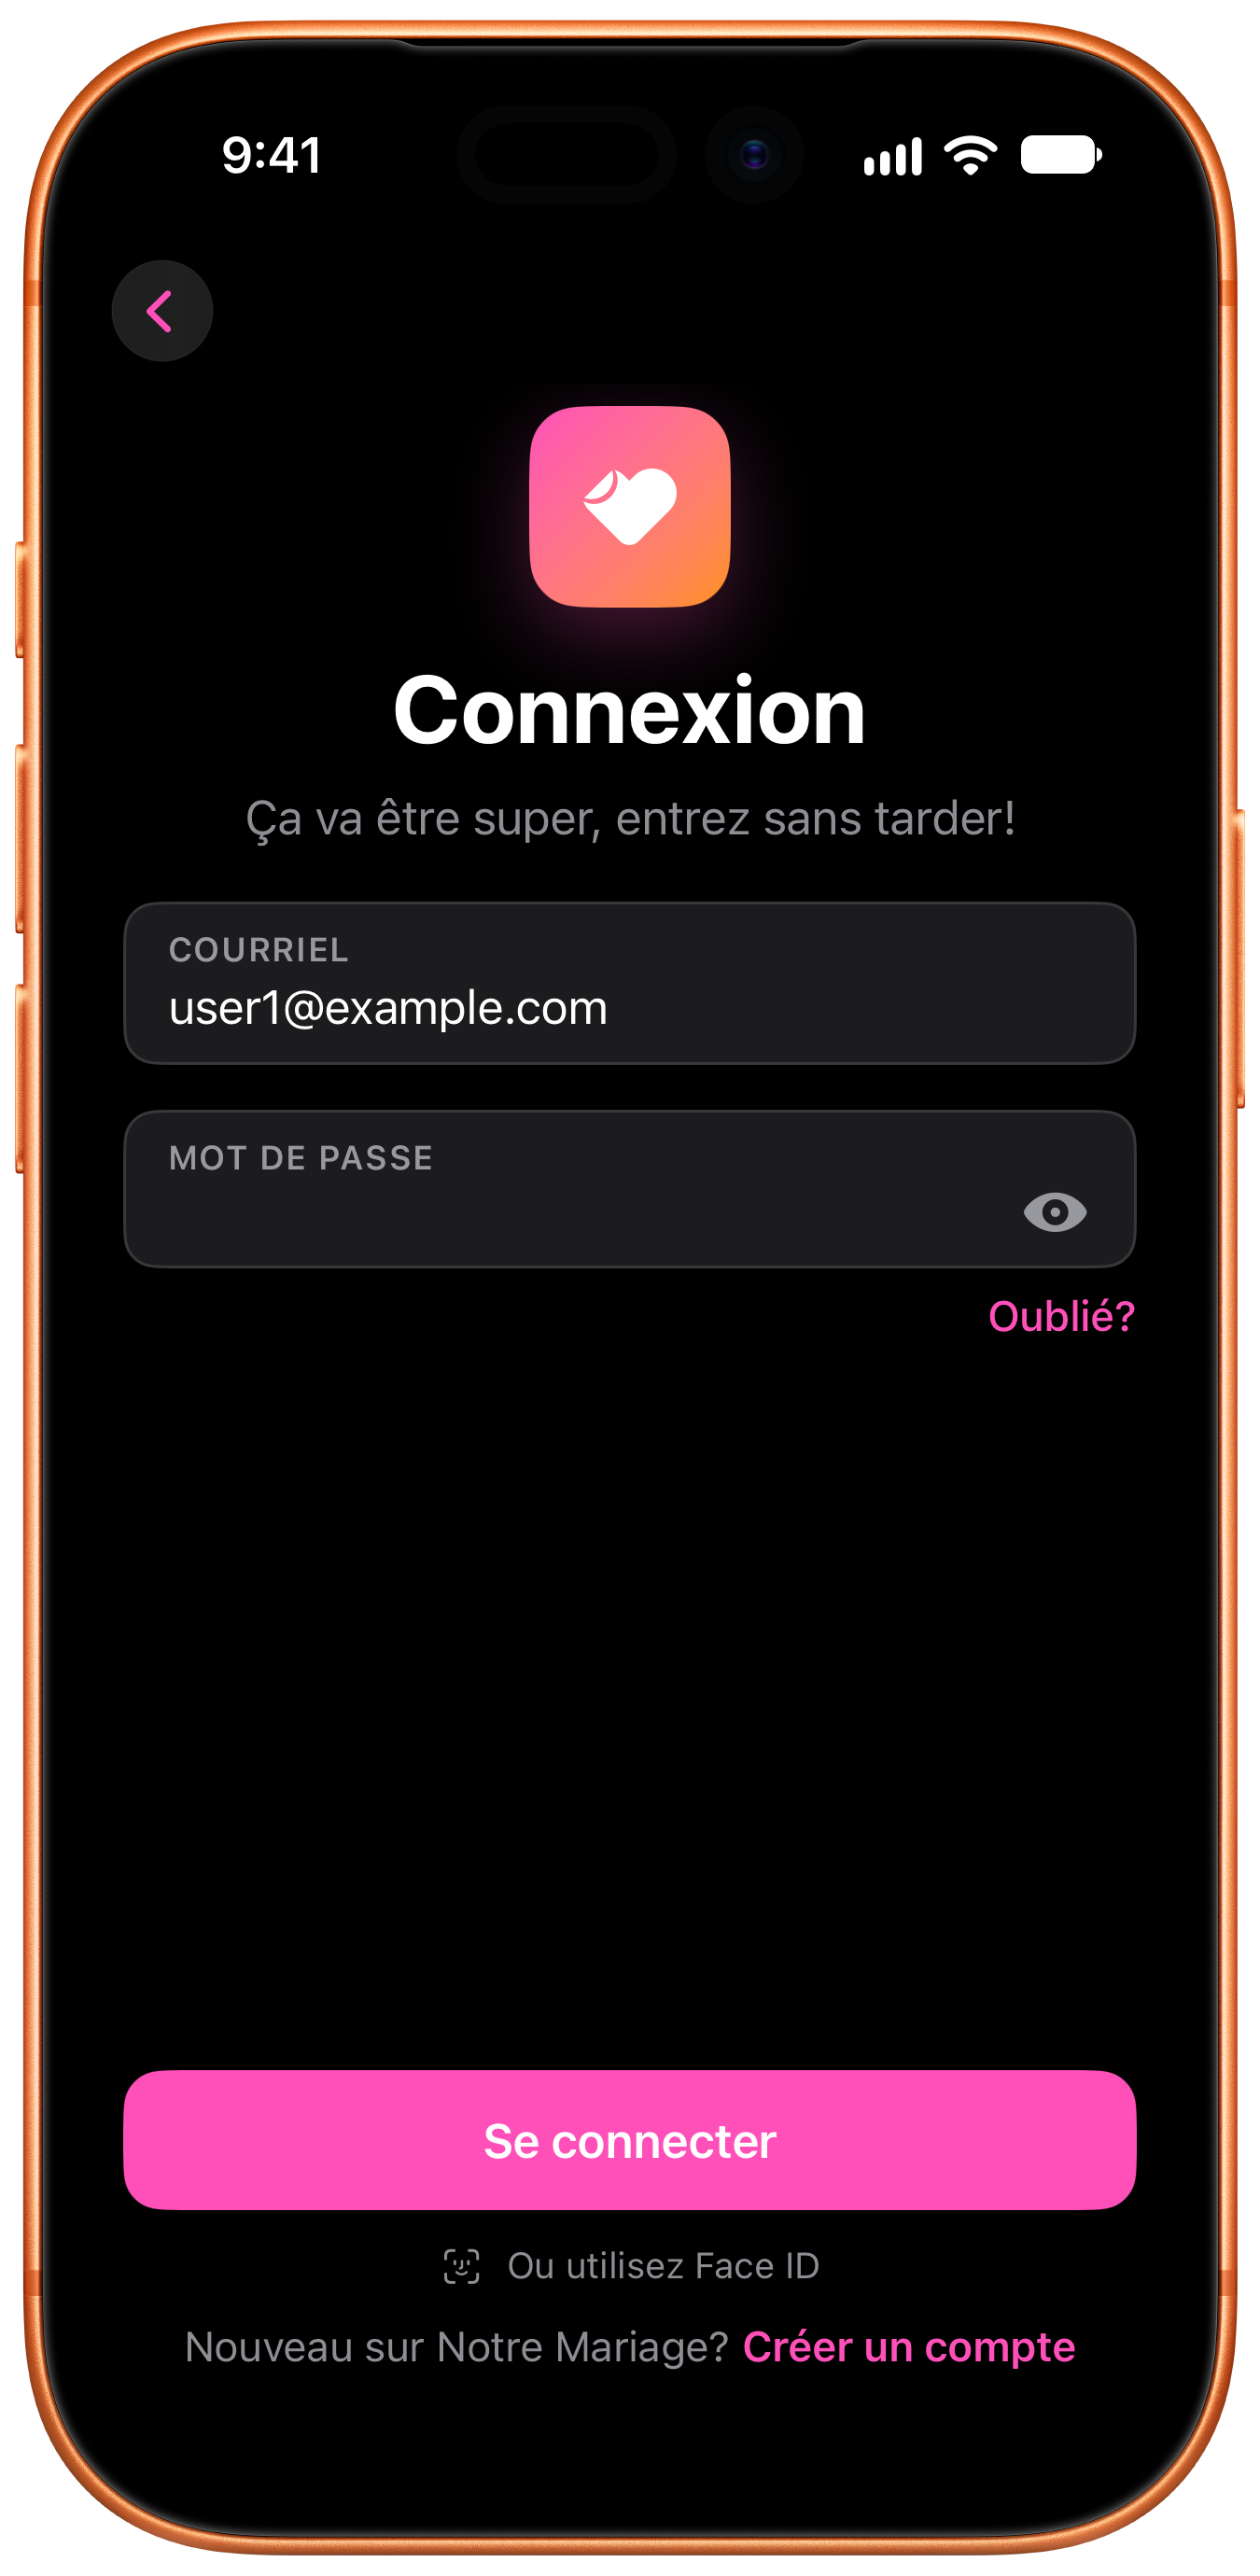 9:41
Connexion
Ça va être super, entrez sans tarder!
COURRIEL
user1@example.com
MOT DE PASSE
Oublié?
Se connecter
Ou utilisez Face ID
Nouveau sur Notre Mariage? Créer un compte